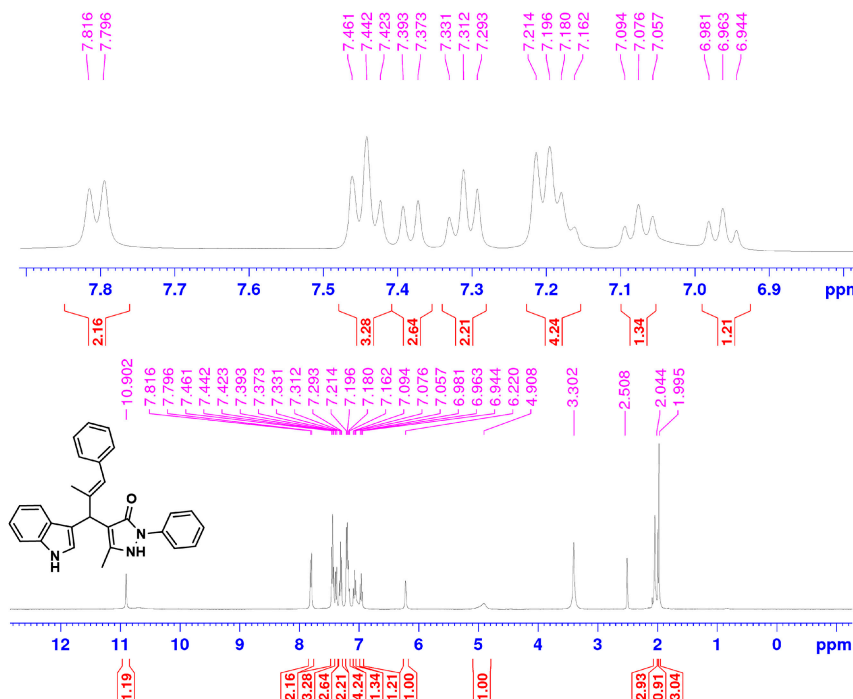 7.816 7.796 7.461 7.442 7.423 7.393 7.373 7.331 7.312 7.293 7.214 7.196 7.180 7.162 7.094 7.076 7.057 6.981 6.963 6.944
7.8 7.7 7.6 7.5 7.4 7.3 7.2 7.1 7.0 6.9 ppm
2.16 3.28 2.64 2.21 4.24 1.34 1.21
10.902 7.816 7.796 7.461 7.442 7.423 7.393 7.373 7.331 7.312 7.293 7.214 7.196 7.180 7.162 7.094 7.076 7.057 6.981 6.963 6.944 6.220 4.908 3.302 2.508 2.044 1.995
O
N
NH
N
H
12 11 10 9 8 7 6 5 4 3 2 1 0 ppm
1.19 2.16 3.28 2.64 2.21 4.24 1.34 1.21 1.00 1.00 2.93 0.91 3.04